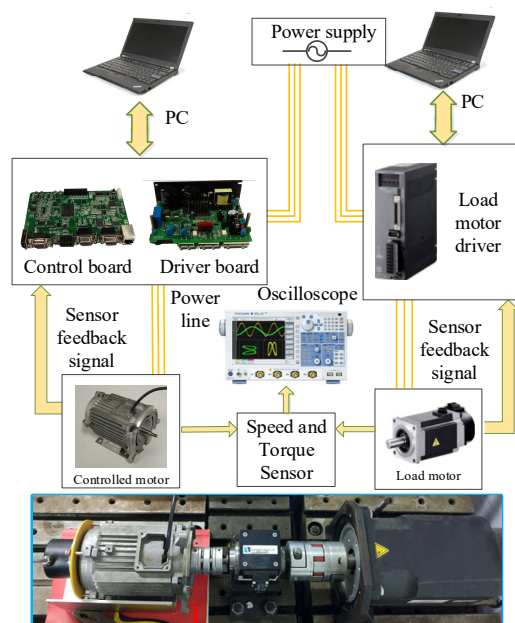 Power supply
PC
PC
Control board
Driver board
Load
motor
driver
Power
line
Oscilloscope
Sensor
feedback
signal
Sensor
feedback
signal
Controlled motor
Speed and
Torque
Sensor
Load motor